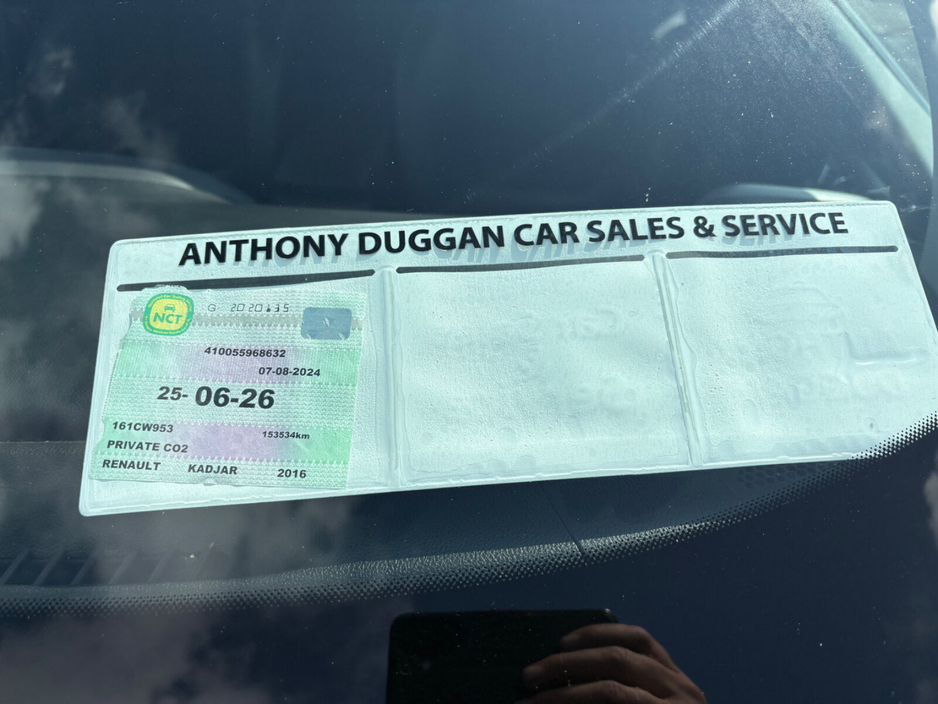 ANTHONY DUGGAN CAR SALES & SERVICE
NCT
G 2020135
410055968632
07-08-2024
25-06-26
161CW953 153534km
PRIVATE CO2
RENAULT KADJAR 2016